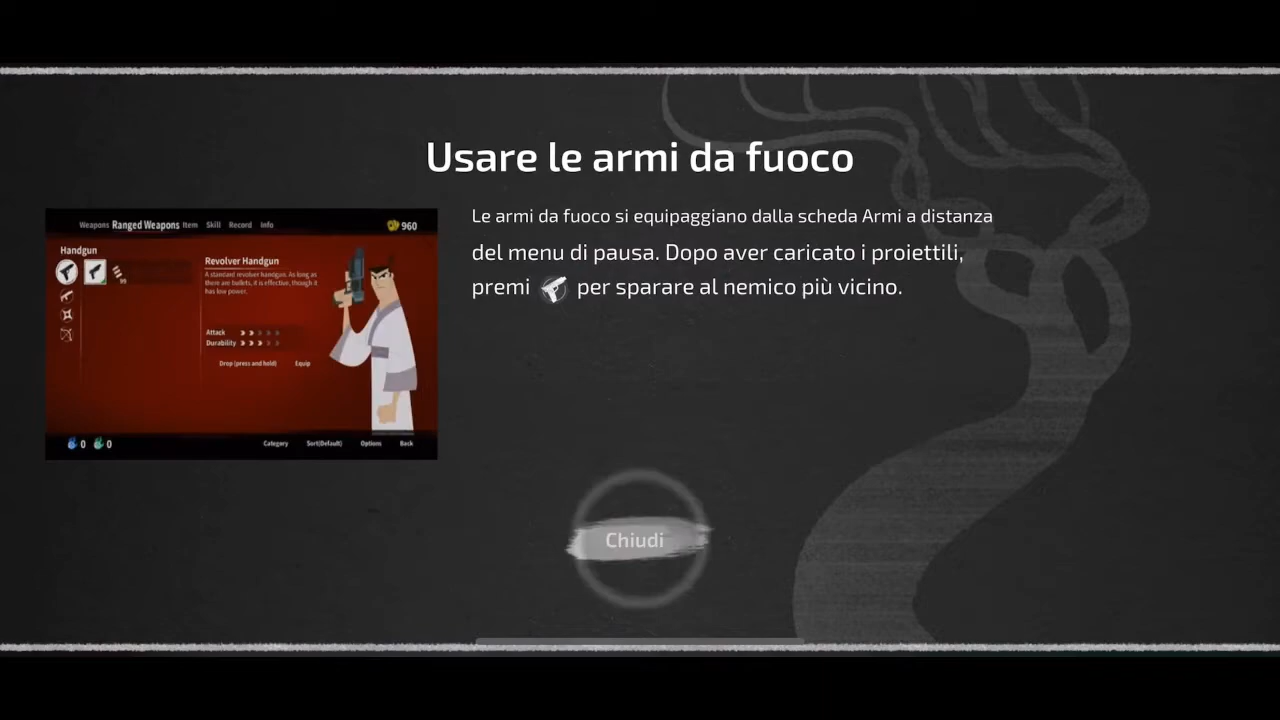 Usare le armi da fuoco
Le armi da fuoco si equipaggiano dalla scheda Armi a distanza
del menu di pausa. Dopo aver caricato i proiettili,
premi per sparare al nemico più vicino.
Weapons Ranged Weapons Item Skill Record Info 960
Handgun
Revolver Handgun
A standard revolver handgun. As long as
there are bullets, it is effective, though it
has low power.
99
Attack
Durability
Drop (press and hold) Equip
0 0 Category Sort(Default) Options Back
Chiudi